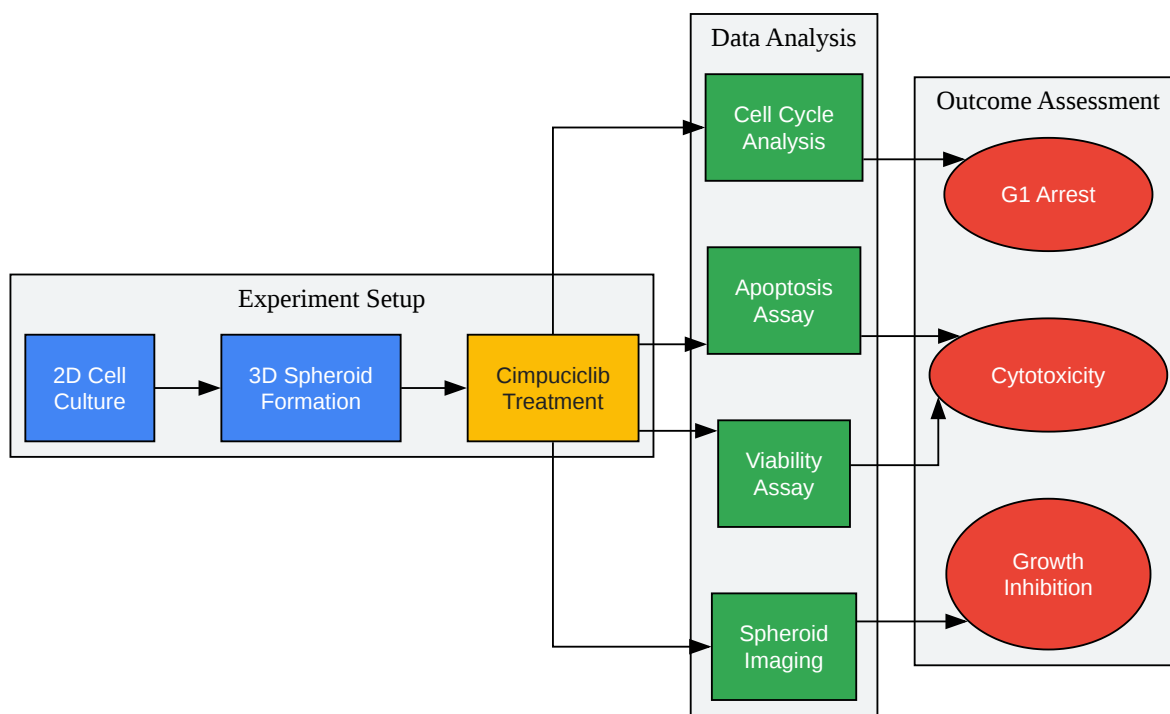 Data Analysis
Outcome Assessment
Cell Cycle
Analysis
G1 Arrest
Experiment Setup
Apoptosis
Assay
2D Cell
Culture
3D Spheroid
Formation
Cimpuciclib
Treatment
Cytotoxicity
Viability
Assay
Growth
Inhibition
Spheroid
Imaging